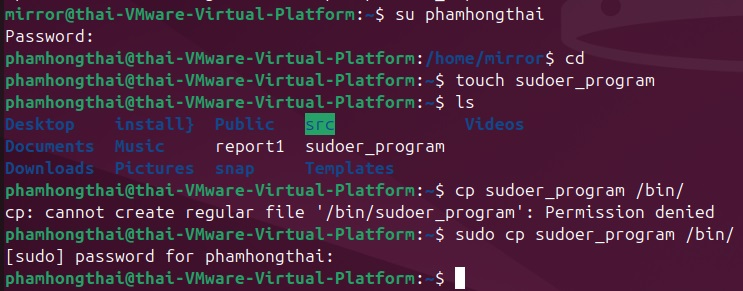 mirror@thai-VMware-Virtual-Platform:~$ su phamhongthai
Password:
phamhongthai@thai-VMware-Virtual-Platform:/home/mirror$ cd
phamhongthai@thai-VMware-Virtual-Platform:~$ touch sudoer_program
phamhongthai@thai-VMware-Virtual-Platform:~$ ls
Desktop install} Public src Videos
Documents Music report1 sudoer_program
Downloads Pictures snap Templates
phamhongthai@thai-VMware-Virtual-Platform:~$ cp sudoer_program /bin/
cp: cannot create regular file '/bin/sudoer_program': Permission denied
phamhongthai@thai-VMware-Virtual-Platform:~$ sudo cp sudoer_program /bin/
[sudo] password for phamhongthai:
phamhongthai@thai-VMware-Virtual-Platform:~$